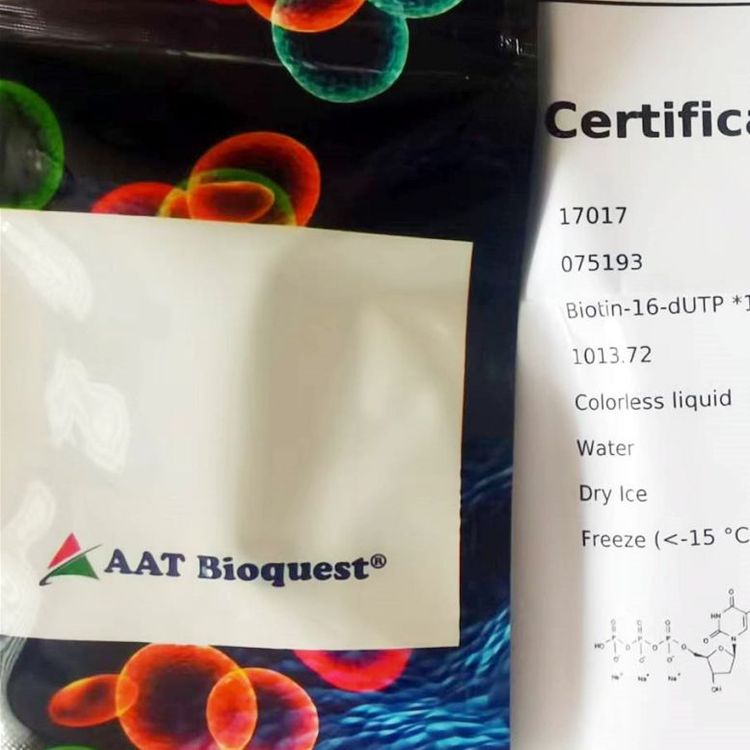 AAT Bioquest®
Certifica
17017
075193
Biotin-16-dUTP *1
1013.72
Colorless liquid
Water
Dry Ice
Freeze (<-15 °C